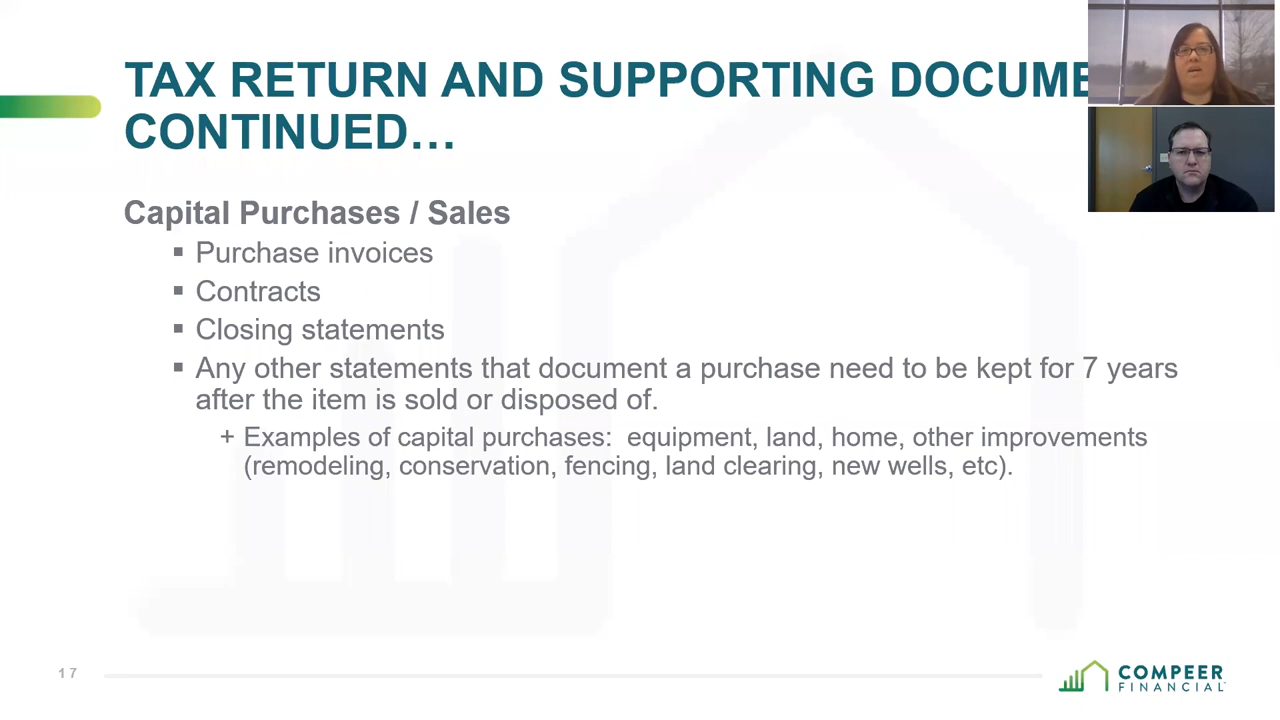 TAX RETURN AND SUPPORTING DOCUME
CONTINUED...
Capital Purchases / Sales
▪ Purchase invoices
▪ Contracts
▪ Closing statements
▪ Any other statements that document a purchase need to be kept for 7 years
after the item is sold or disposed of.
+ Examples of capital purchases:  equipment, land, home, other improvements
(remodeling, conservation, fencing, land clearing, new wells, etc).
17
COMPEER
FINANCIAL